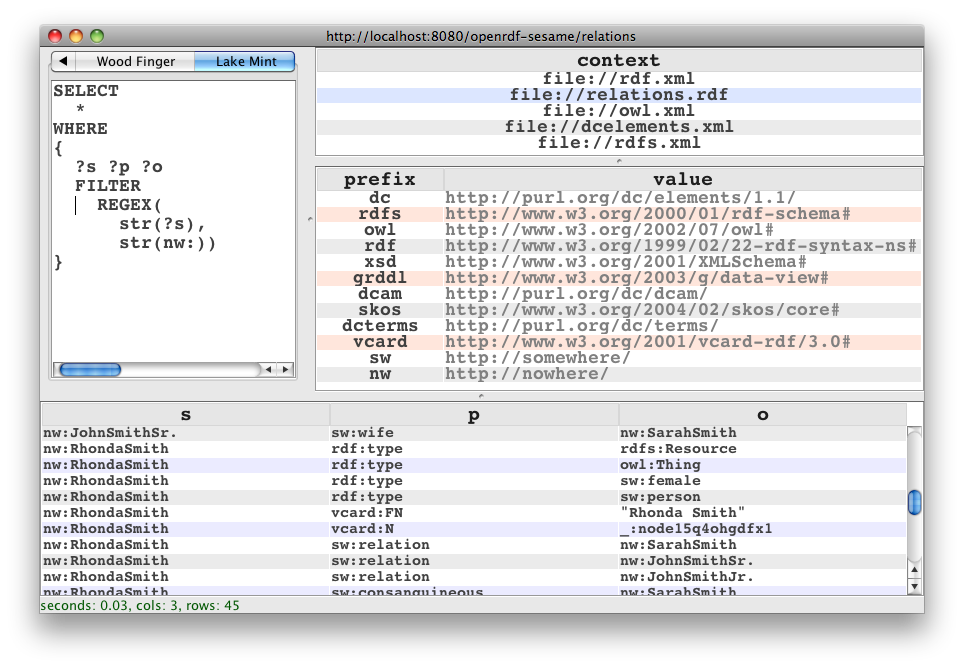 http://localhost:8080/openrdf-sesame/relations
Wood Finger Lake Mint
SELECT
*
WHERE
{
?s ?p ?o
FILTER
REGEX(
str(?s),
str(nw:))
}
context
file://rdf.xml
file://relations.rdf
file://owl.xml
file://dcelements.xml
file://rdfs.xml
prefix value
dc http://purl.org/dc/elements/1.1/
rdfs http://www.w3.org/2000/01/rdf-schema#
owl http://www.w3.org/2002/07/owl#
rdf http://www.w3.org/1999/02/22-rdf-syntax-ns#
xsd http://www.w3.org/2001/XMLSchema#
grddl http://www.w3.org/2003/g/data-view#
dcam http://purl.org/dc/dcam/
skos http://www.w3.org/2004/02/skos/core#
dcterms http://purl.org/dc/terms/
vcard http://www.w3.org/2001/vcard-rdf/3.0#
sw http://somewhere/
nw http://nowhere/
s p o
nw:JohnSmithSr. sw:wife nw:SarahSmith
nw:RhondaSmith rdf:type rdfs:Resource
nw:RhondaSmith rdf:type owl:Thing
nw:RhondaSmith rdf:type sw:female
nw:RhondaSmith rdf:type sw:person
nw:RhondaSmith vcard:FN "Rhonda Smith"
nw:RhondaSmith vcard:N _:node15q4ohgdfx1
nw:RhondaSmith sw:relation nw:SarahSmith
nw:RhondaSmith sw:relation nw:JohnSmithSr.
nw:RhondaSmith sw:relation nw:JohnSmithJr.
nw:RhondaSmith sw:consanguineous nw:SarahSmith
seconds: 0.03, cols: 3, rows: 45